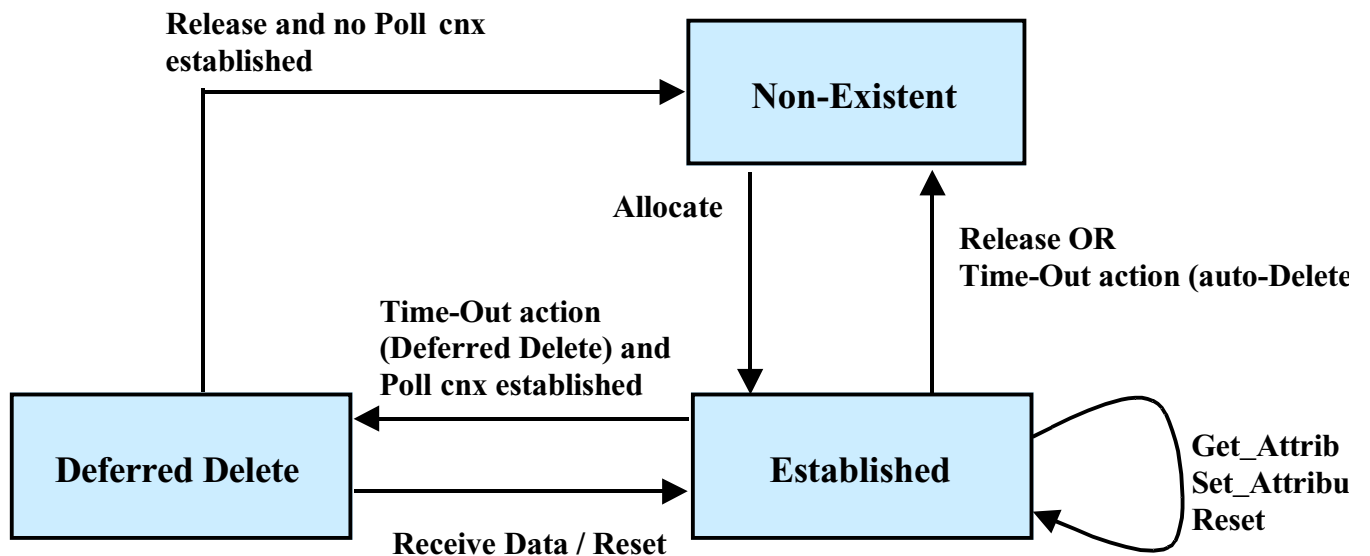 Release and no Poll cnx
established
Non-Existent
Allocate
Release OR
Time-Out action (auto-Delete
Time-Out action
(Deferred Delete) and
Poll cnx established
Deferred Delete
Established
Get_Attrib
Set_Attribu
Reset
Receive Data / Reset